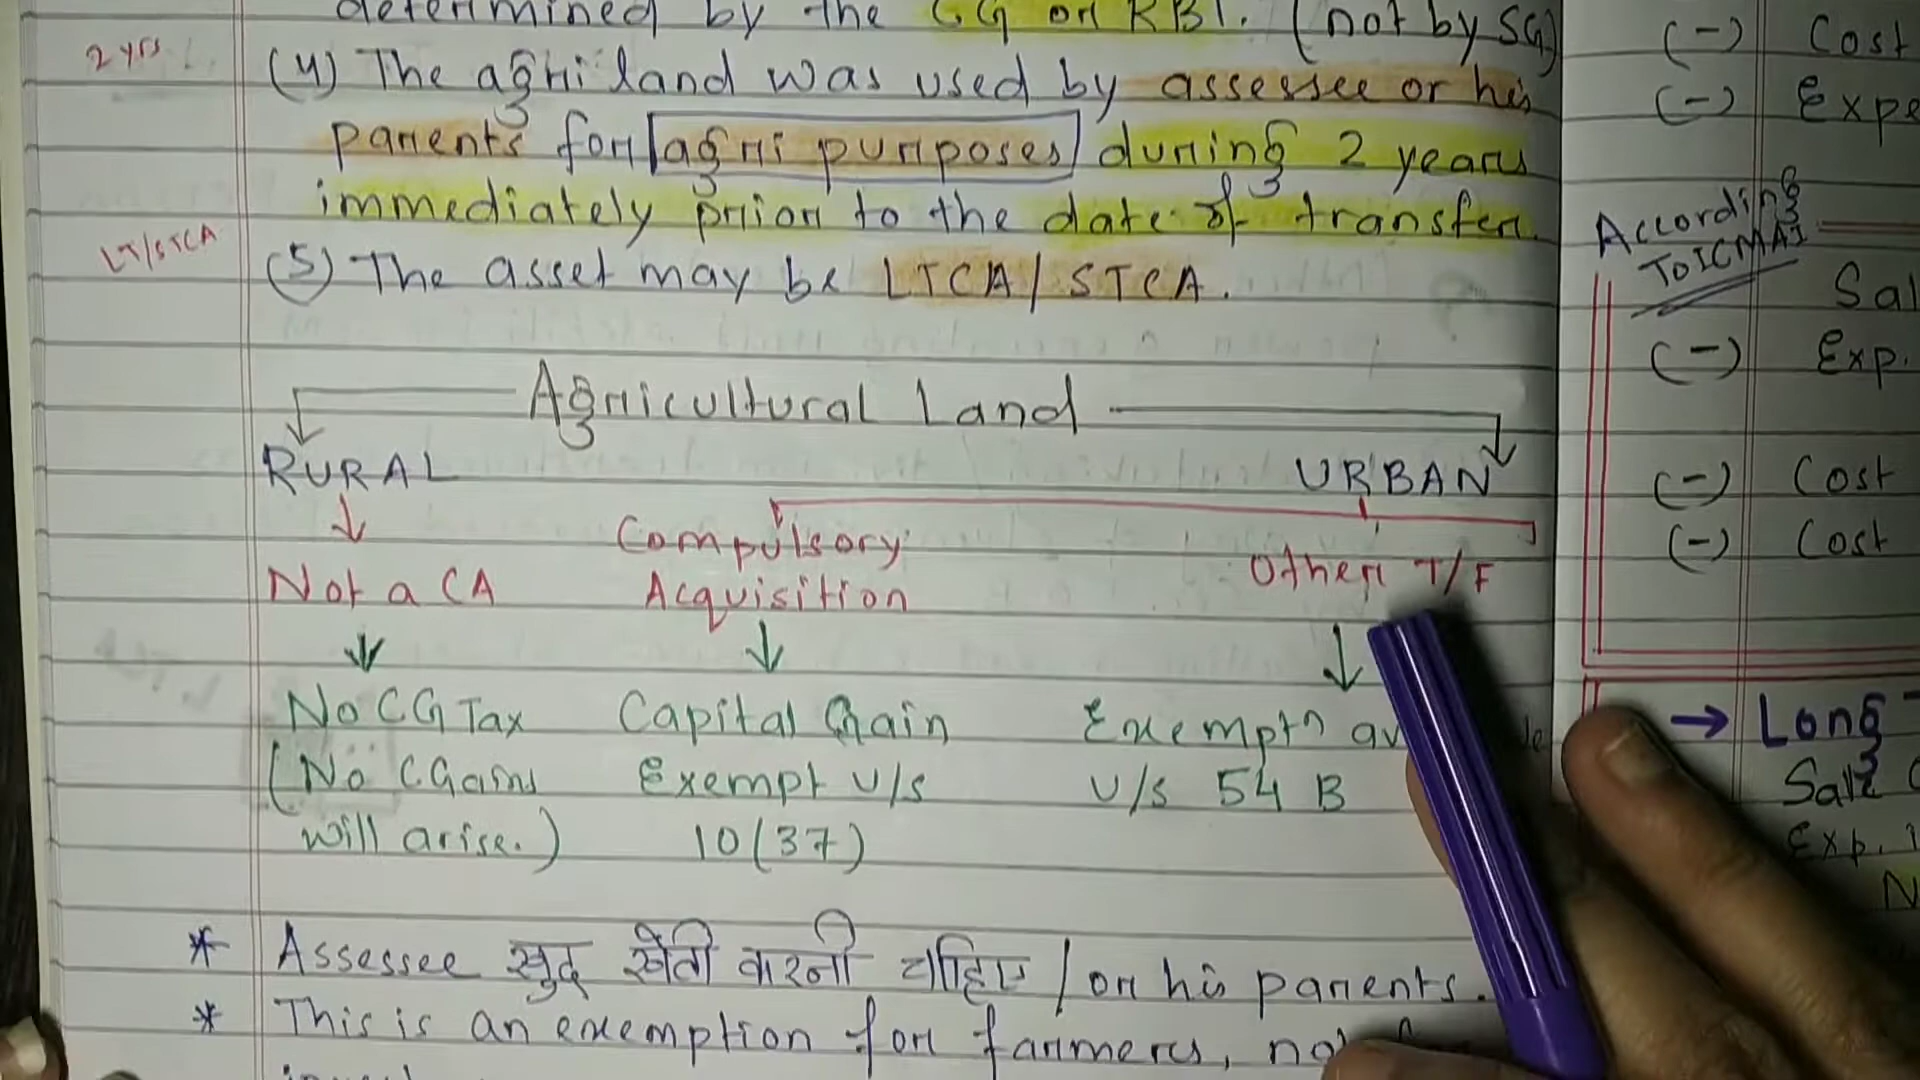 determined by the CG or RBI. (not by SG)
2 yrs
(4) The agri land was used by assessee or his
parents for agri purposes during 2 years
immediately prior to the date of transfer.
LT/STCA
(5) The asset may be LTCA/STCA.
Agricultural Land
RURAL URBAN
Compulsory
Not a CA Acquisition Other T/F
No CG Tax Capital Gain Exemptn
(No CGains Exempt u/s u/s 54 B
will arise.) 10(37)
* Assessee खुद खेती करनी चाहिए / or his parents.
* This is an exemption for farmers, not
(-) Cost
(-) Expe
According
To ICMAI
Sal
(-) Exp.
(-) Cost
(-) Cost
→ Long
Sale
Exp.
N